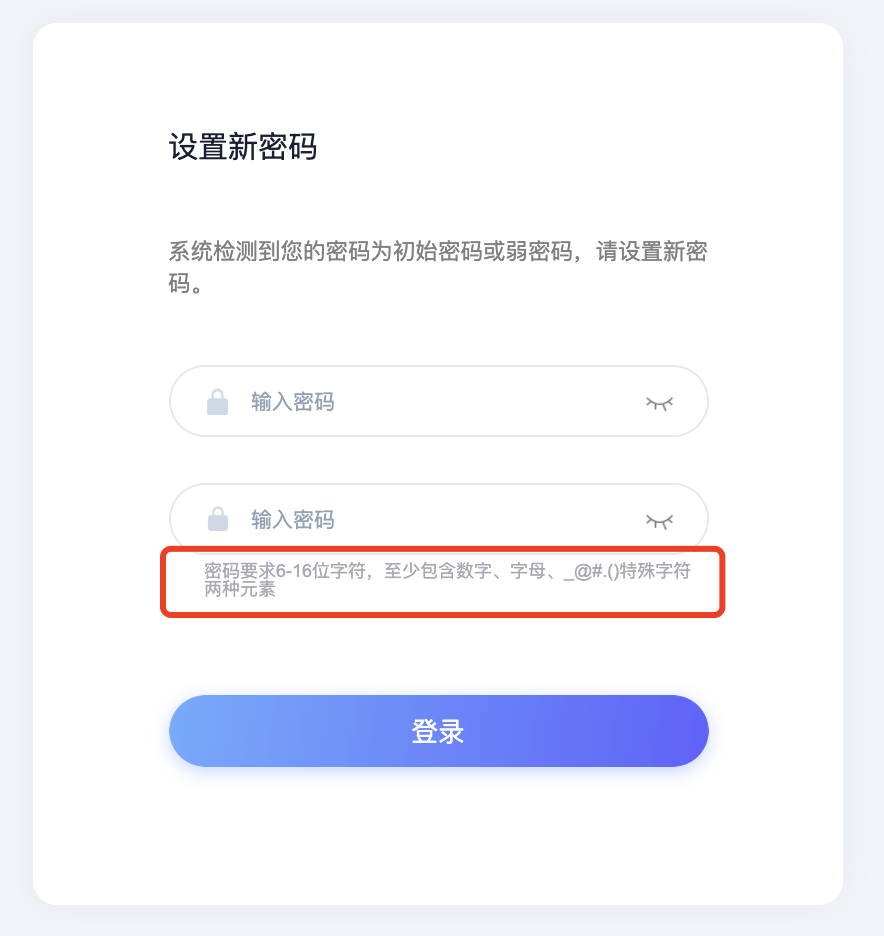 设置新密码
系统检测到您的密码为初始密码或弱密码，请设置新密
码。
输入密码
输入密码
密码要求6-16位字符，至少包含数字、字母、_@#.()特殊字符
两种元素
登录